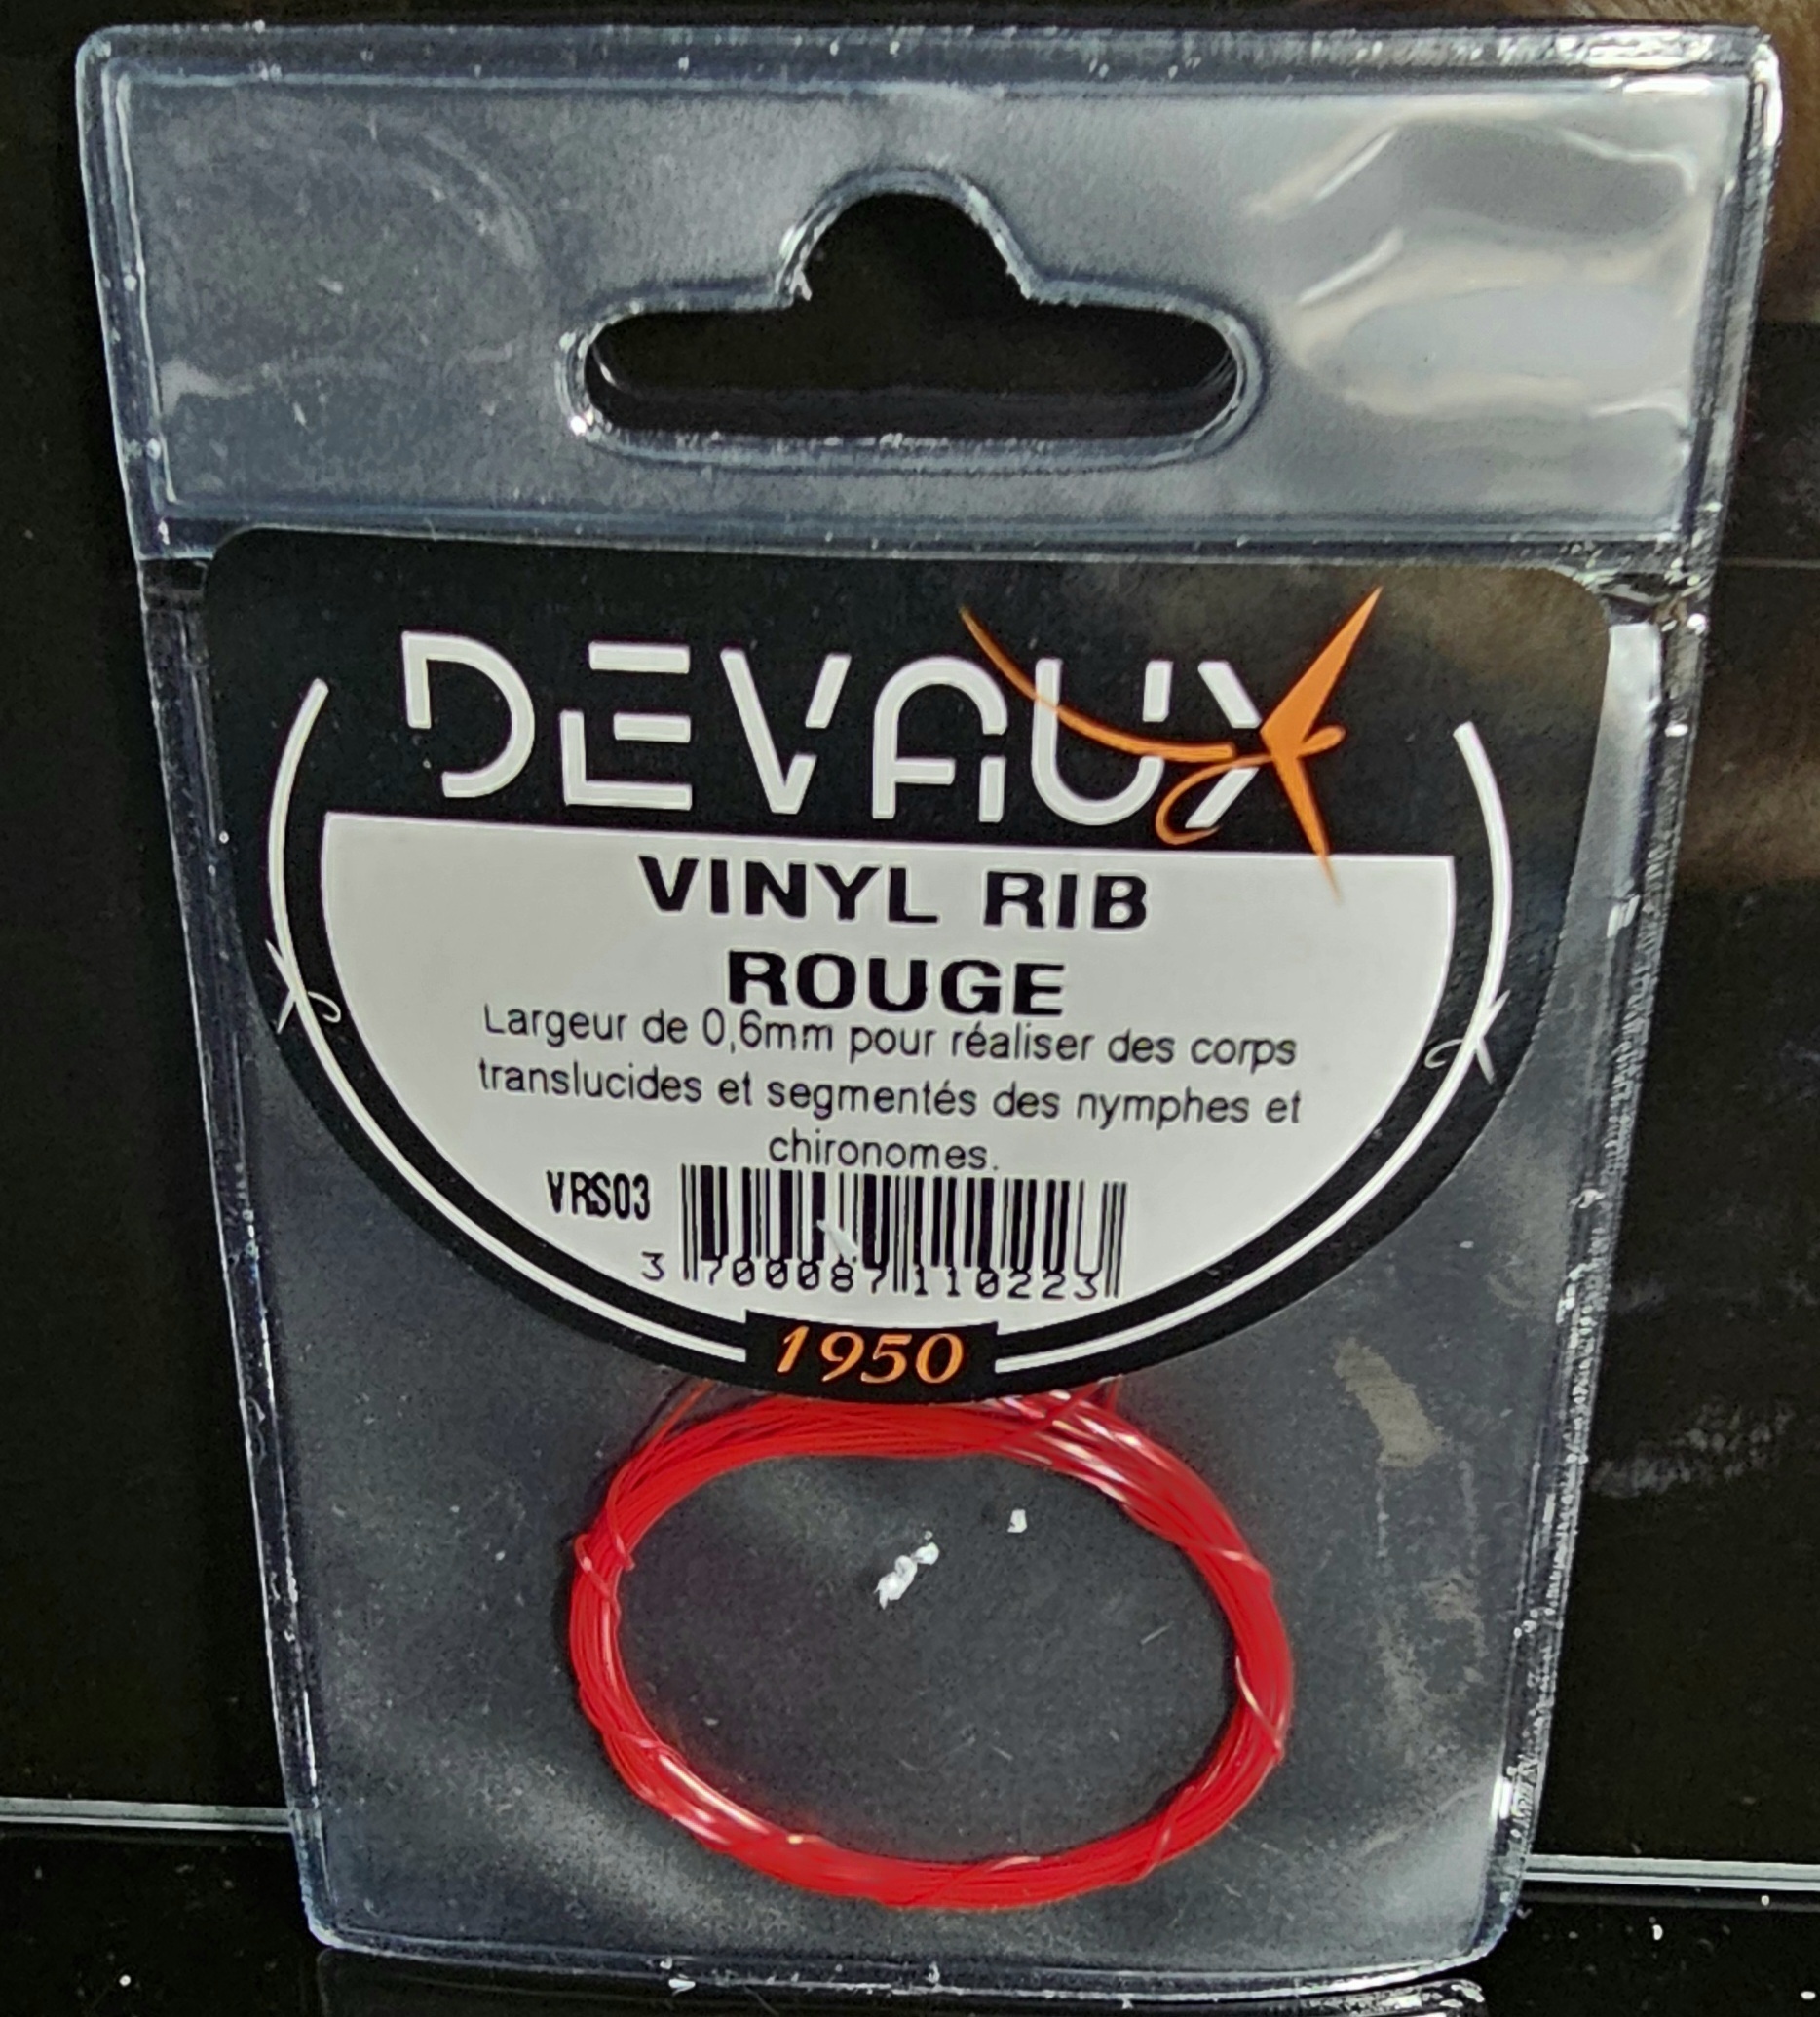 DEVAUX
VINYL RIB
ROUGE
Largeur de 0,6mm pour réaliser des corps
translucides et segmentés des nymphes et
chironomes.
VRS03
3 700087 110223
1950